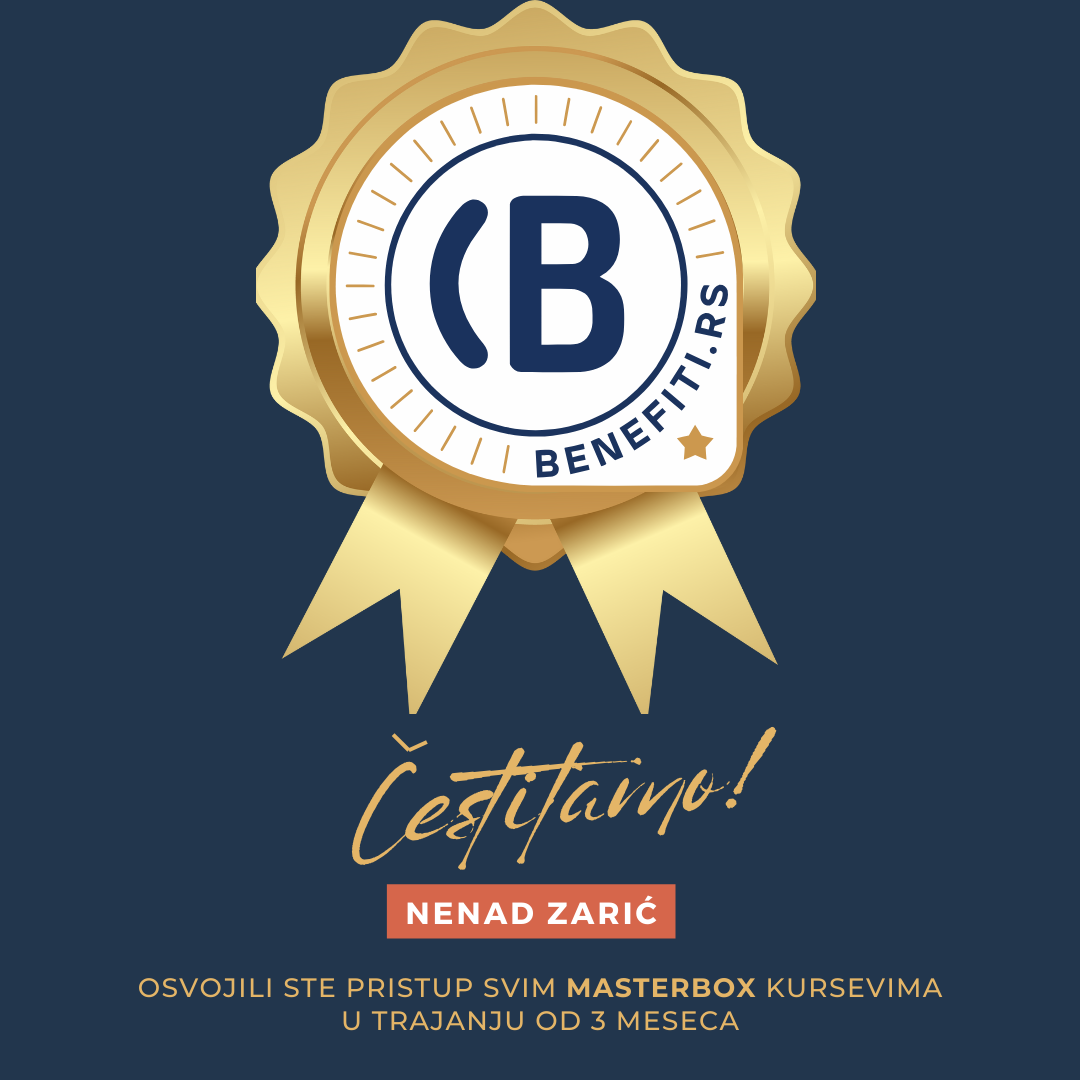 B
BENEFITI.RS
Čestitamo!
NENAD ZARIĆ
OSVOJILI STE PRISTUP SVIM MASTERBOX KURSEVIMA
U TRAJANJU OD 3 MESECA